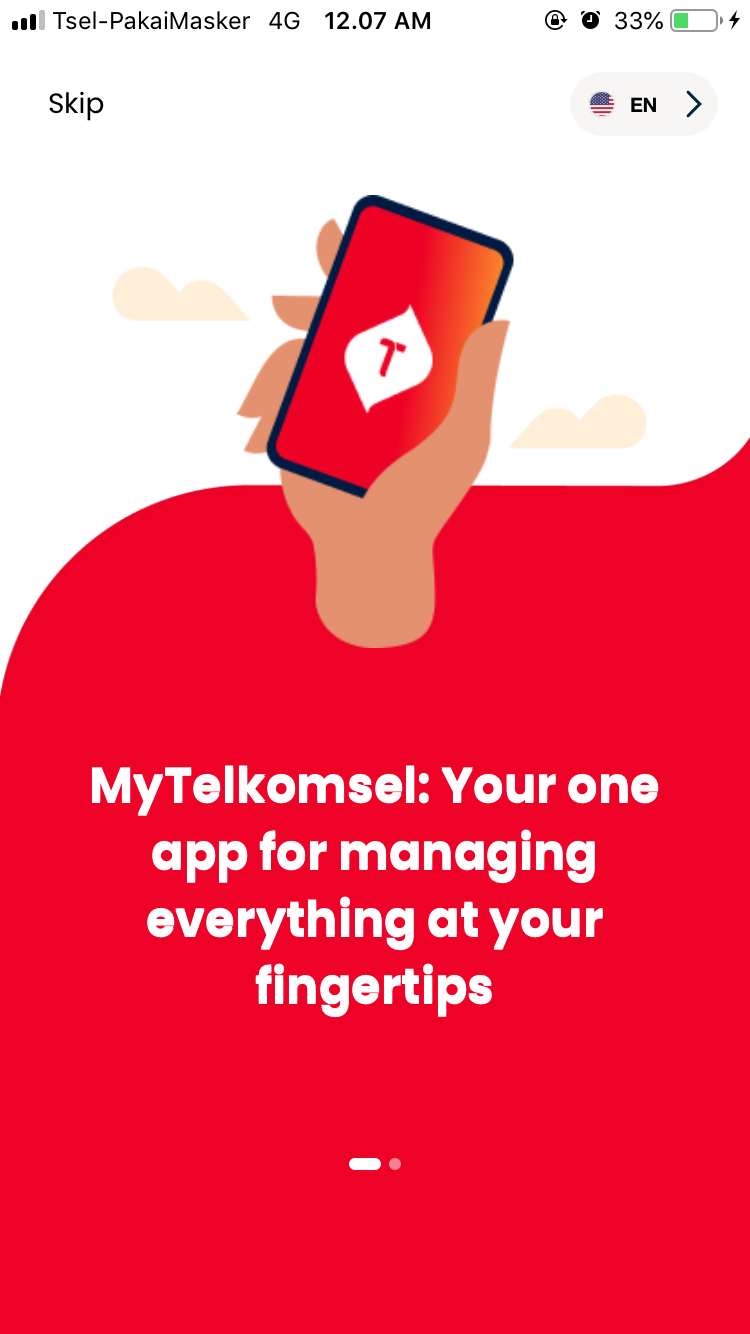 Tsel-PakaiMasker 4G 12.07 AM 33%
Skip
EN
T
MyTelkomsel: Your one
app for managing
everything at your
fingertips